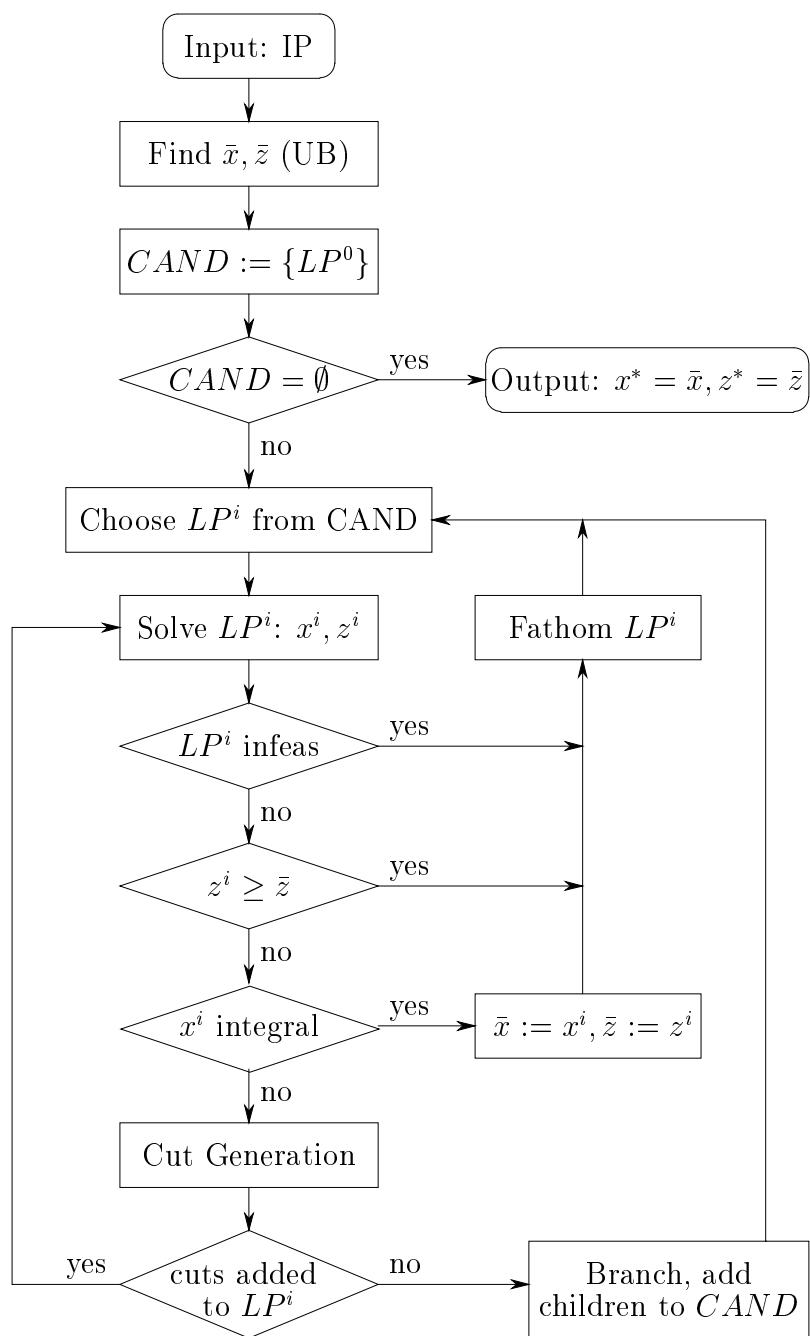 Input: IP
Find x̄, z̄ (UB)
CAND := {LP⁰}
CAND = ∅
yes
Output: x* = x̄, z* = z̄
no
Choose LPⁱ from CAND
Solve LPⁱ: xⁱ, zⁱ
Fathom LPⁱ
LPⁱ infeas
yes
no
zⁱ ≥ z̄
yes
no
xⁱ integral
yes
x̄ := xⁱ, z̄ := zⁱ
no
Cut Generation
yes
cuts added
to LPⁱ
no
Branch, add
children to CAND